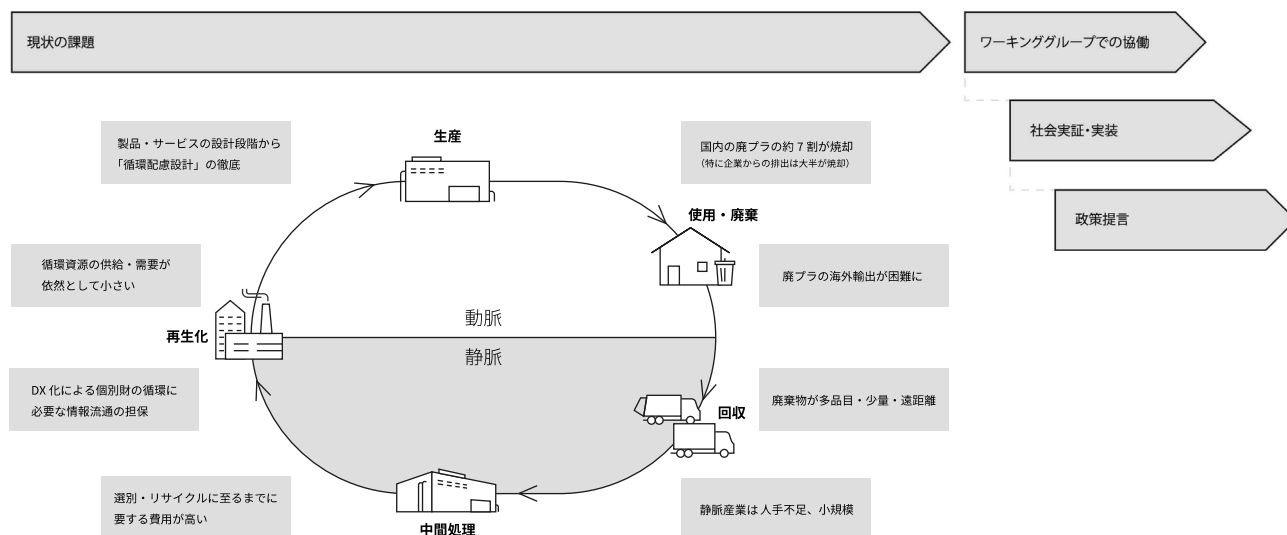 現状の課題
ワーキンググループでの協働
社会実証・実装
政策提言
製品・サービスの設計段階から
「循環配慮設計」の徹底
生産
国内の廃プラの約7割が焼却
(特に企業からの排出は大半が焼却)
使用・廃棄
循環資源の供給・需要が
依然として小さい
廃プラの海外輸出が困難に
再生化
動脈
静脈
DX化による個別財の循環に
必要な情報流通の担保
廃棄物が多品目・少量・遠距離
回収
選別・リサイクルに至るまでに
要する費用が高い
静脈産業は人手不足、小規模
中間処理